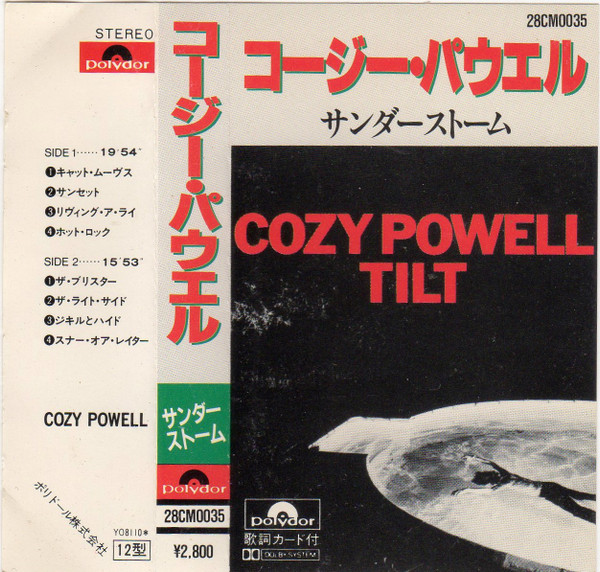 STEREO
polydor
SIDE 1……19′54″
❶キャット・ムーヴス
❷サンセット
❸リヴィング・ア・ライ
❹ホット・ロック
SIDE 2……15′53″
❶ザ・ブリスター
❷ザ・ライト・サイド
❸ジキルとハイド
❹スナー・オア・レイター
COZY POWELL
ポリドール株式会社
Y08110*
12型
コージー・パウエル
サンダー
ストーム
polydor
28CM0035
¥2,800
28CM0035
コージー・パウエル
サンダーストーム
COZY POWELL
TILT
polydor
歌詞カード付
DOLBY SYSTEM